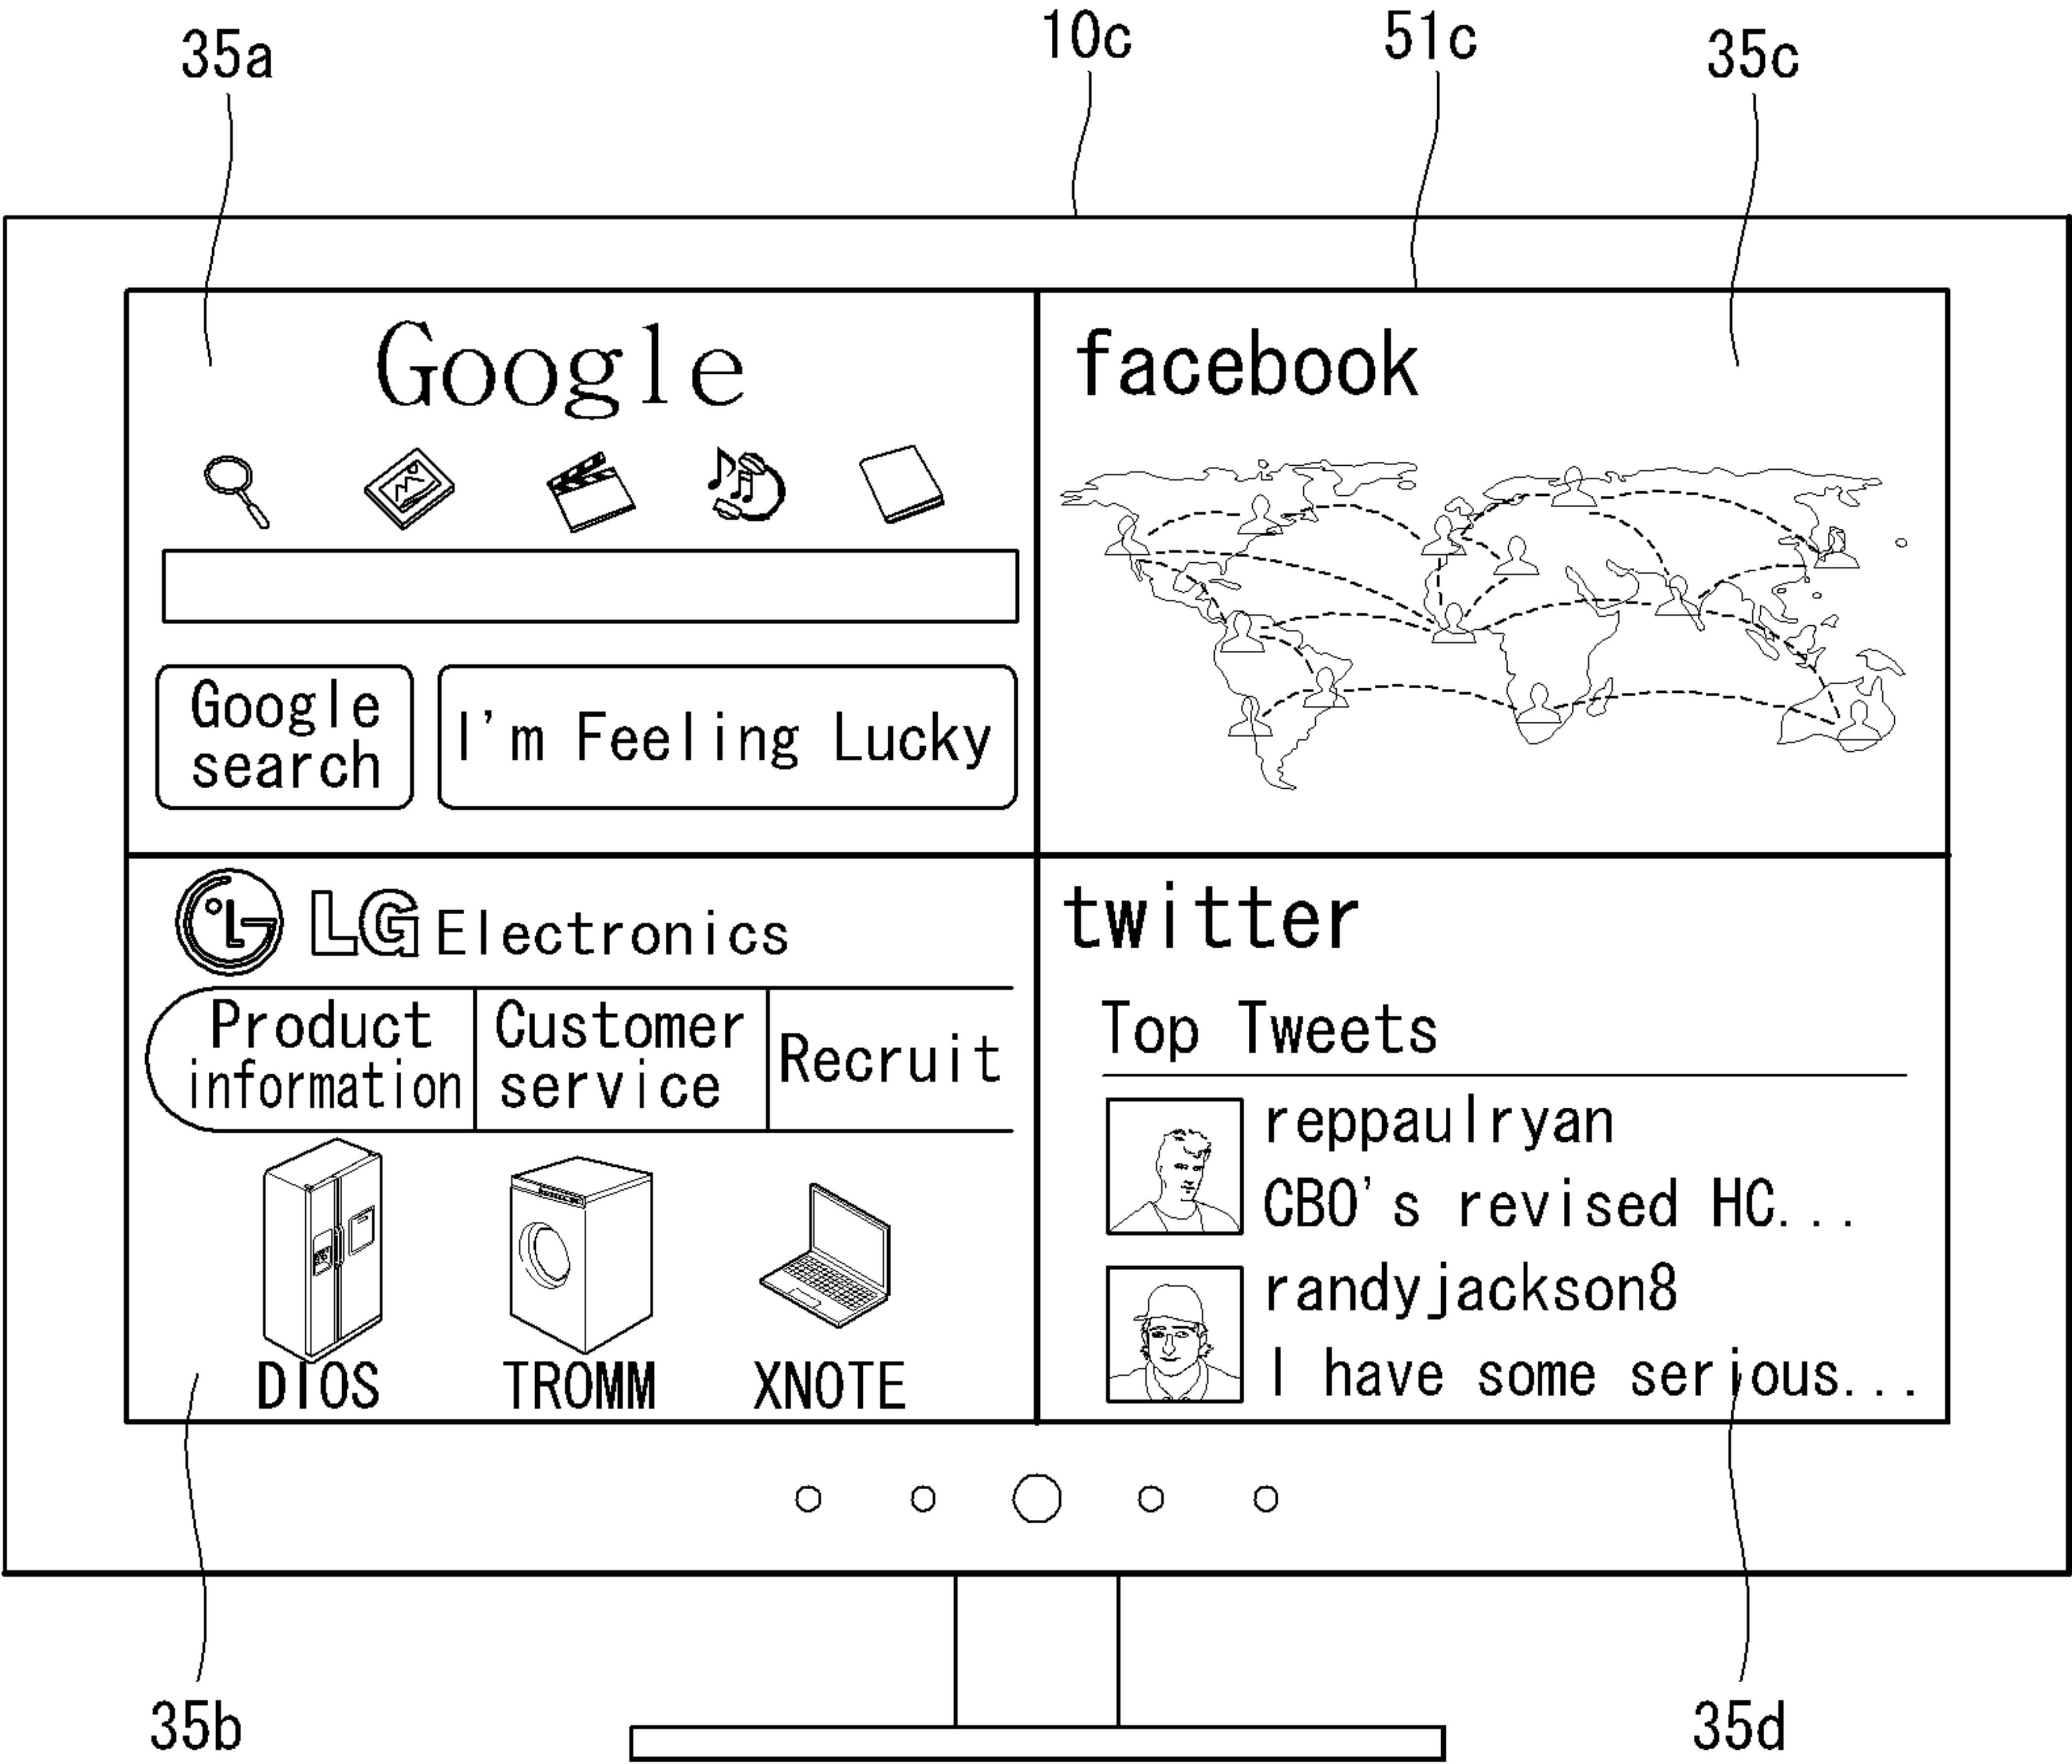 35a
10c
51c
35c
Google
Google
search
I'm Feeling Lucky
facebook
LG Electronics
Product
information
Customer
service
Recruit
DIOS
TROMM
XNOTE
twitter
Top Tweets
reppaulryan
CBO's revised HC...
randyjackson8
I have some serious...
35b
35d